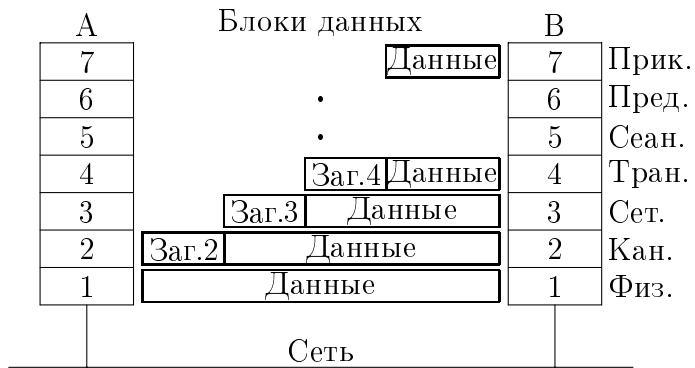 A Блоки данных B
7 Данные 7 Прик.
6 . 6 Пред.
5 . 5 Сеан.
4 Заг.4 Данные 4 Тран.
3 Заг.3 Данные 3 Сет.
2 Заг.2 Данные 2 Кан.
1 Данные 1 Физ.
Сеть